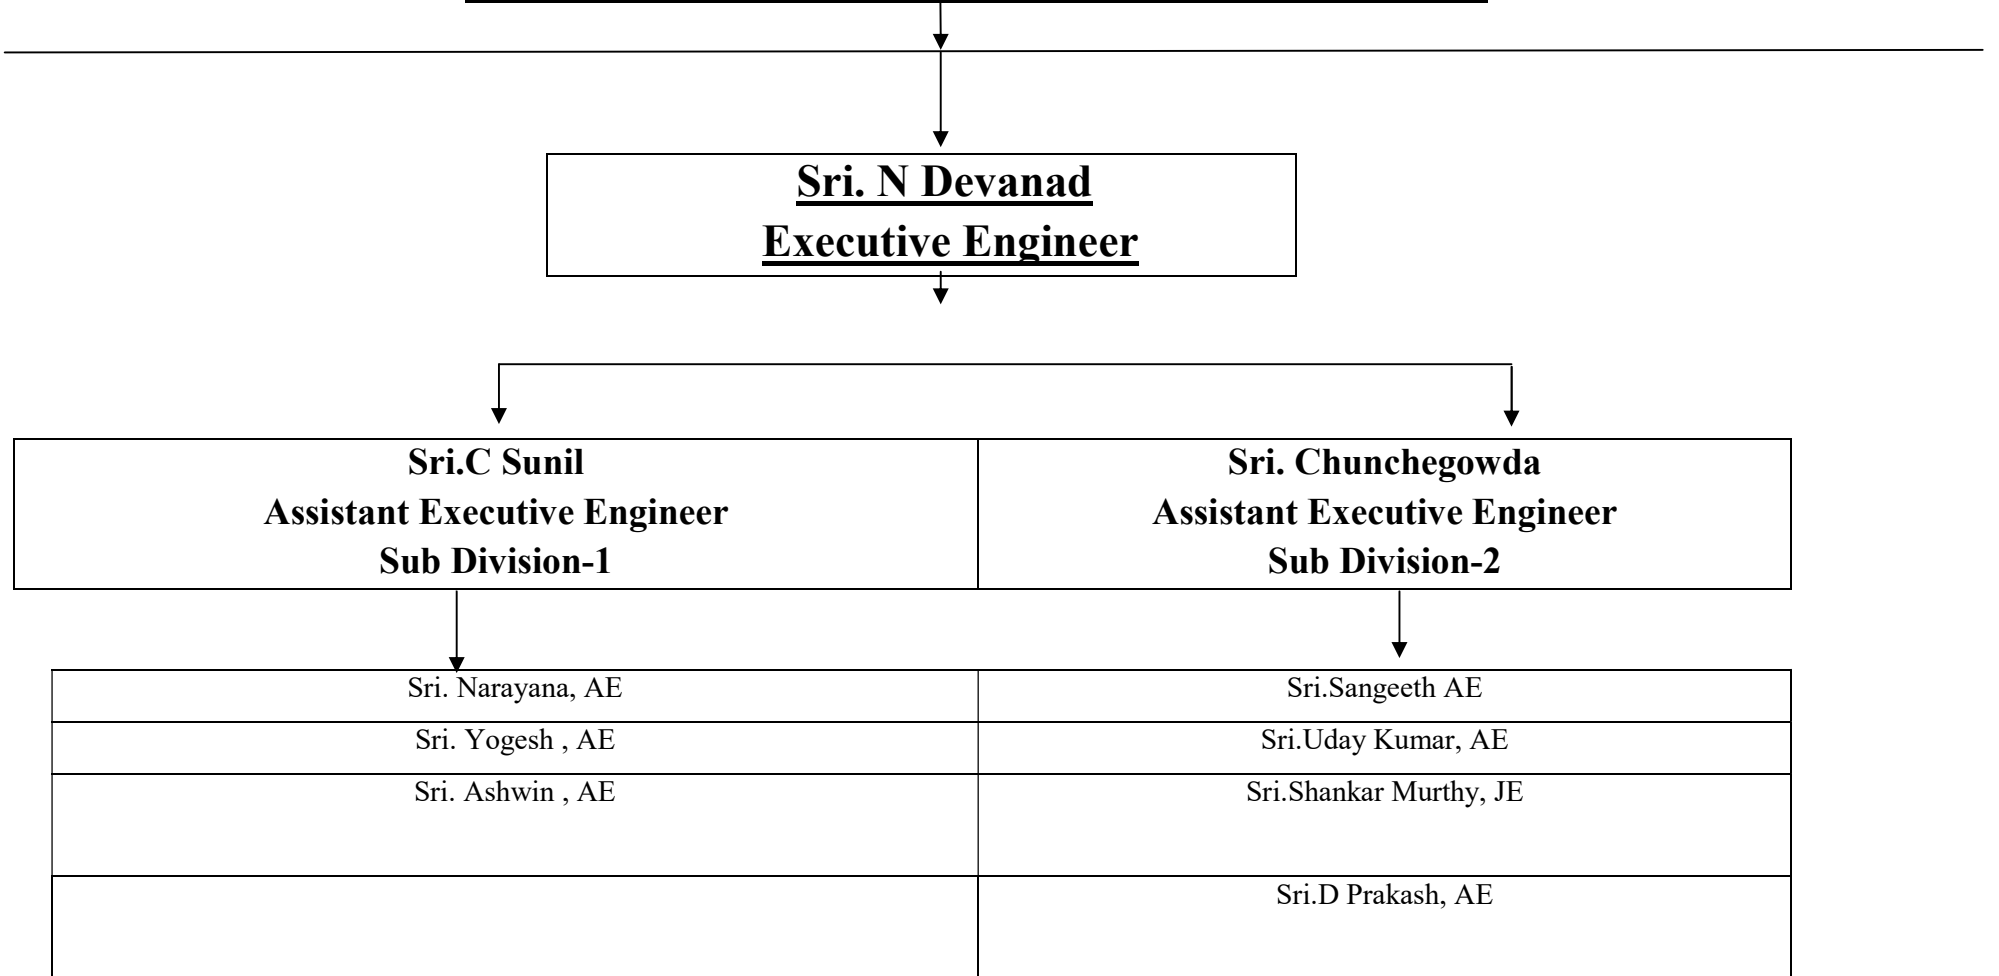 Sri. N Devanad
Executive Engineer
Sri.C Sunil
Assistant Executive Engineer
Sub Division-1
Sri. Chunchegowda
Assistant Executive Engineer
Sub Division-2
Sri. Narayana, AE
Sri.Sangeeth AE
Sri. Yogesh , AE
Sri.Uday Kumar, AE
Sri. Ashwin , AE
Sri.Shankar Murthy, JE
Sri.D Prakash, AE